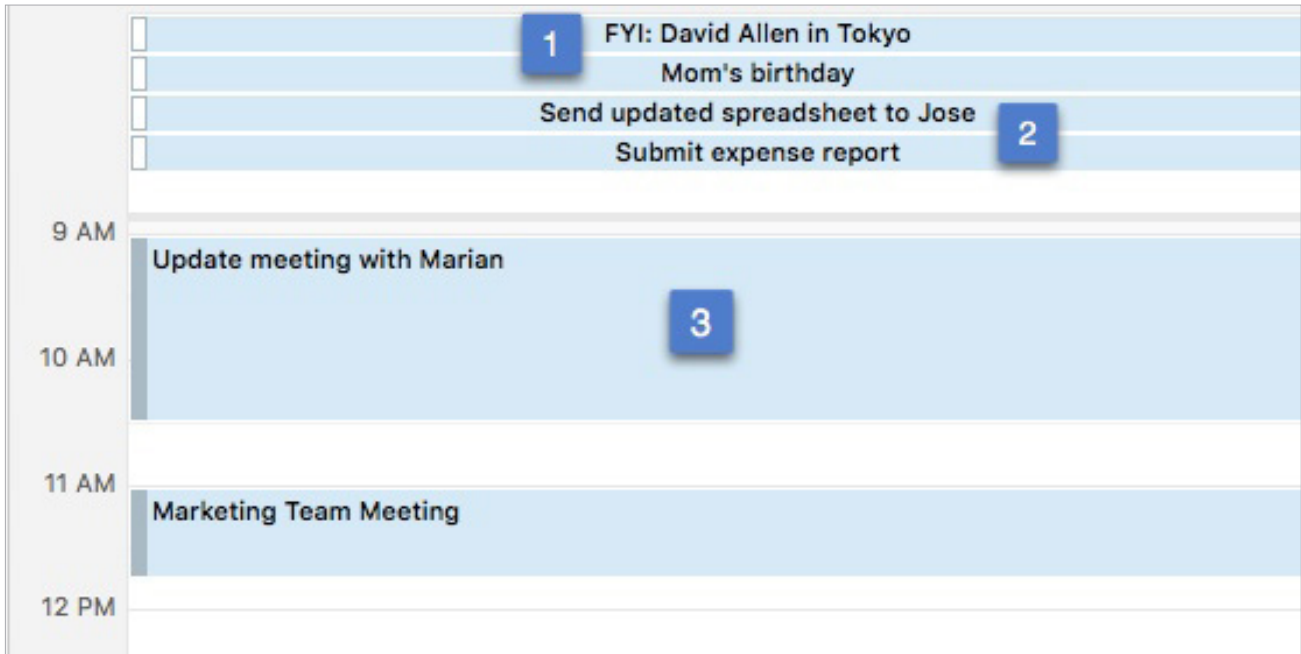 1 FYI: David Allen in Tokyo
Mom's birthday
Send updated spreadsheet to Jose 2
Submit expense report
9 AM
Update meeting with Marian
3
10 AM
11 AM
Marketing Team Meeting
12 PM